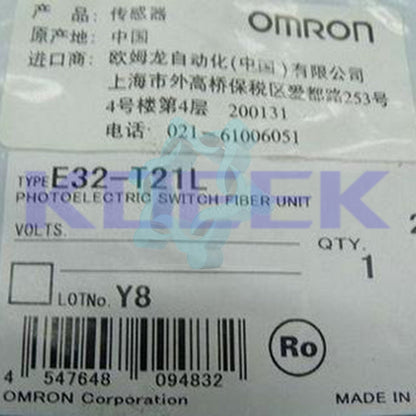 产  品： 传感器
OMRON
原产地： 中国
进口商： 欧姆龙自动化(中国)有限公司
上海市外高桥保税区爱都路253号
4号楼第4层 200131
电话： 021-61006051
TYPE E32-T21L
PHOTOELECTRIC SWITCH FIBER UNIT
KUEEK
VOLTS.
QTY.
1
LOTNo. Y8
Ro
4 547648 094832
OMRON Corporation
MADE IN